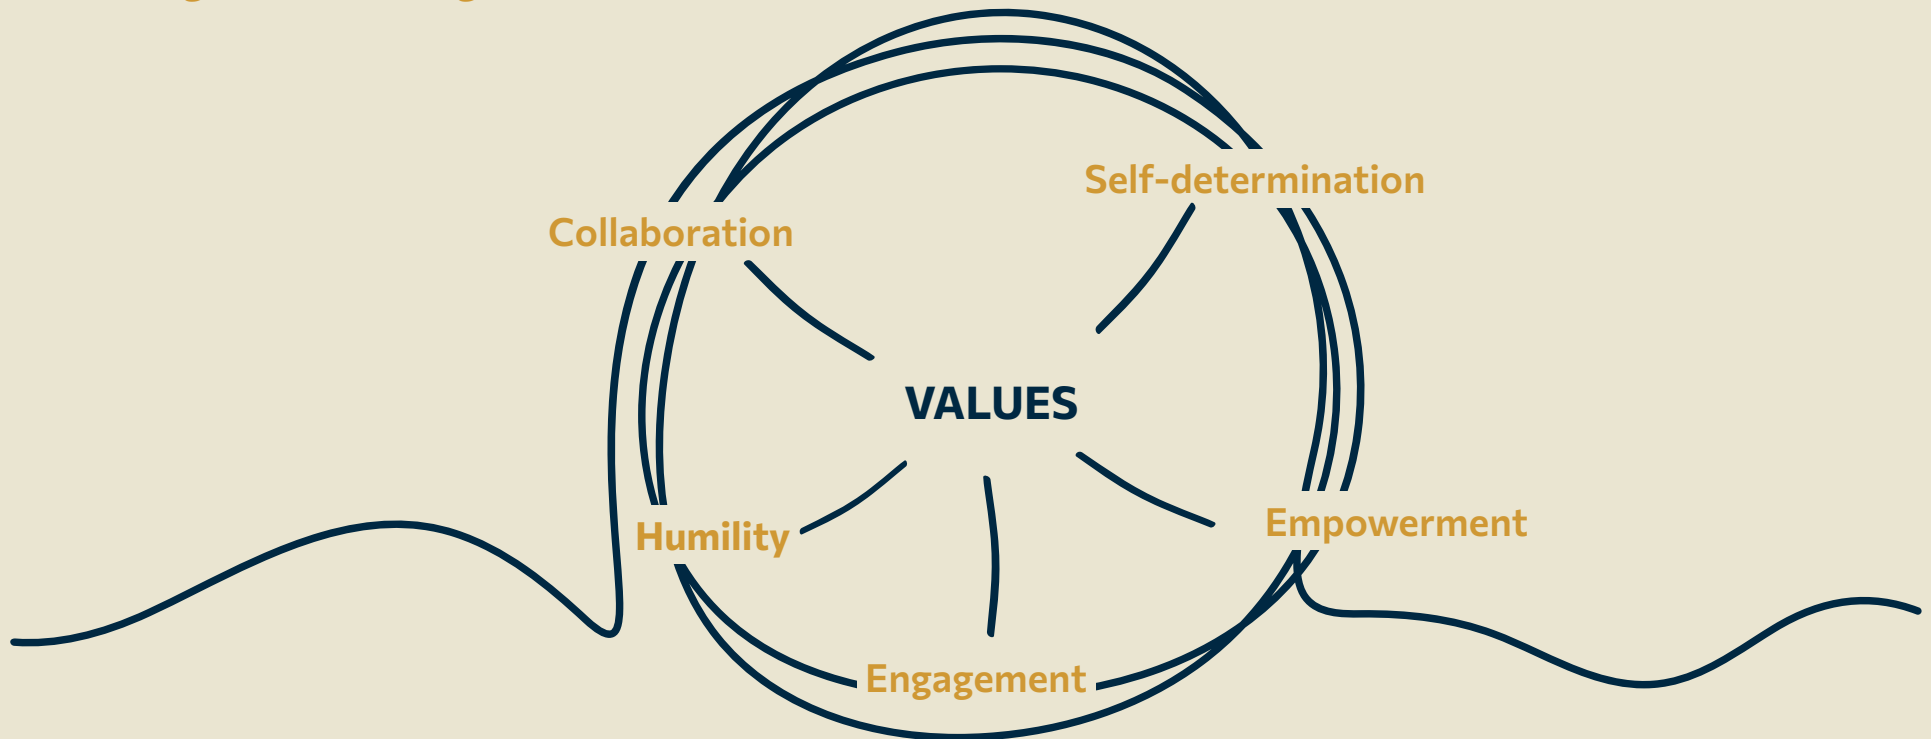 Self-determination
Collaboration
VALUES
Empowerment
Humility
Engagement